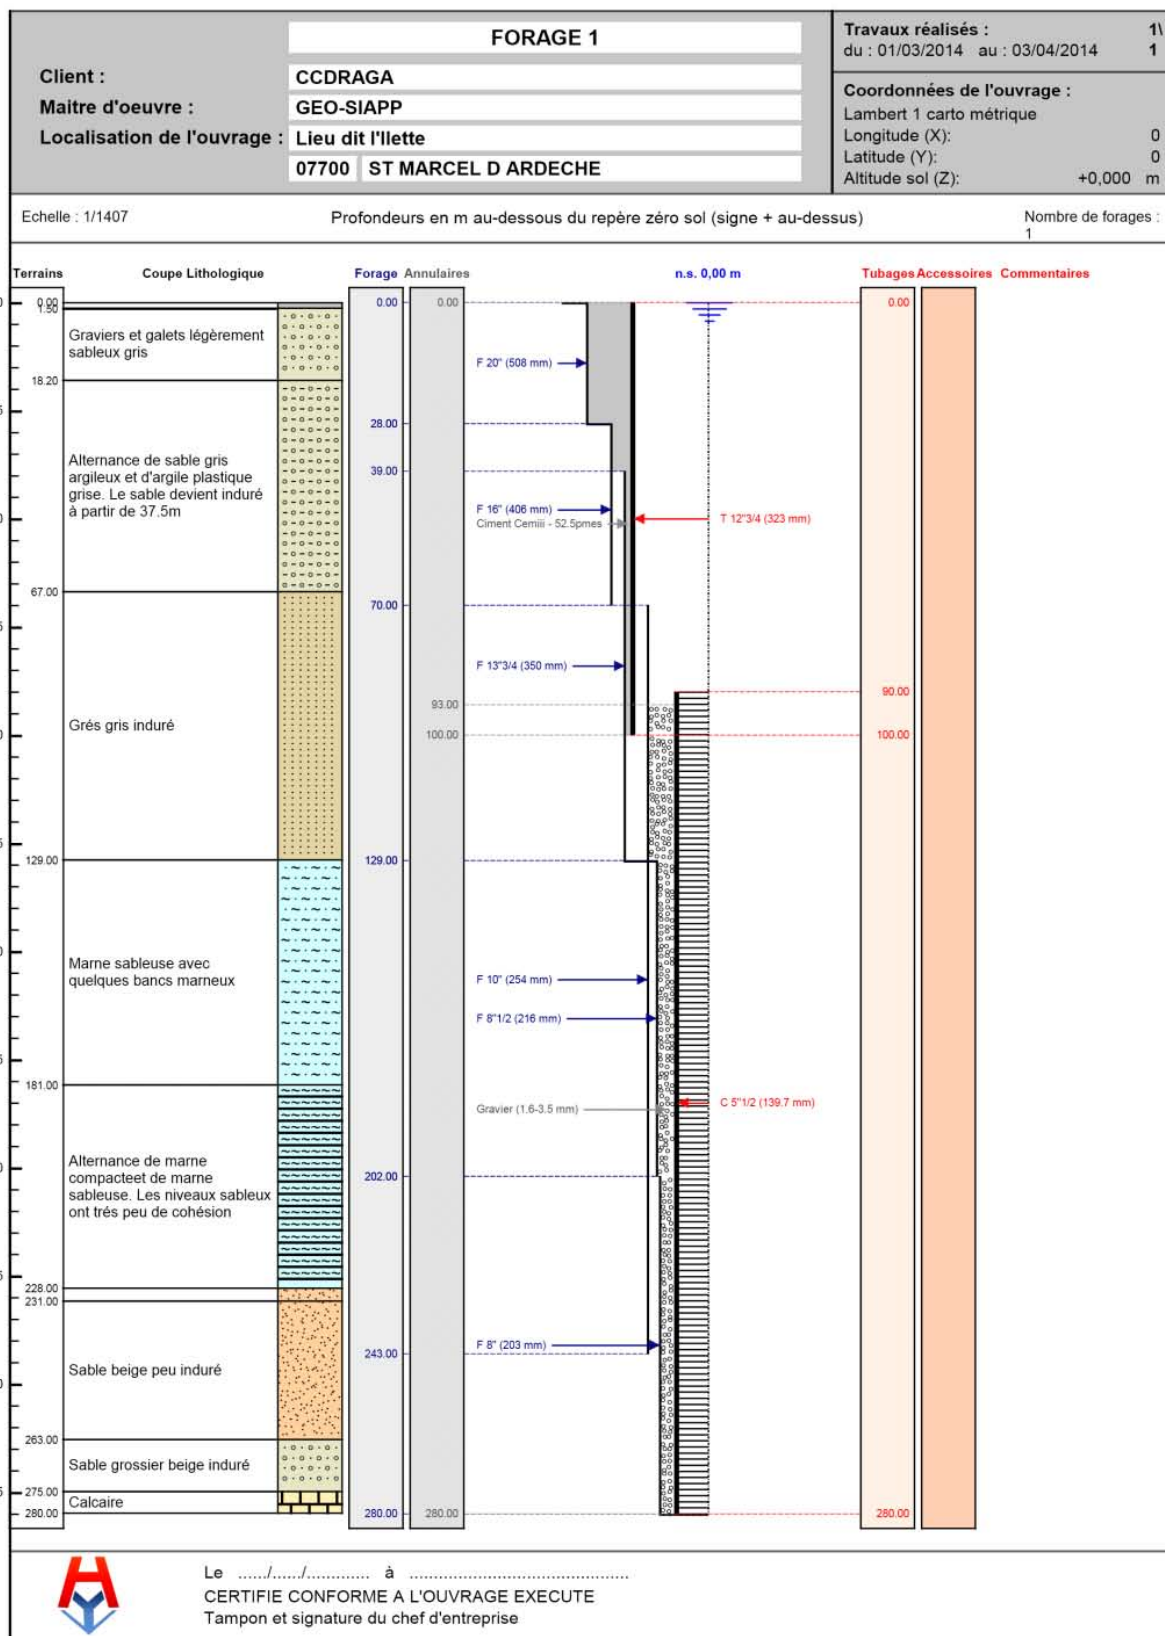 FORAGE 1
Client :
CCDRAGA
Maitre d'oeuvre :
GEO-SIAPP
Localisation de l'ouvrage :
Lieu dit l'Ilette
07700 ST MARCEL D ARDECHE
Travaux réalisés :
du : 01/03/2014 au : 03/04/2014
1\
1
Coordonnées de l'ouvrage :
Lambert 1 carto métrique
Longitude (X): 0
Latitude (Y): 0
Altitude sol (Z): +0,000 m
Echelle : 1/1407
Profondeurs en m au-dessous du repère zéro sol (signe + au-dessus)
Nombre de forages :
1
Terrains
Coupe Lithologique
Forage
Annulaires
n.s. 0,00 m
Tubages
Accessoires
Commentaires
0.00
1.50
Graviers et galets légèrement
sableux gris
18.20
Alternance de sable gris
argileux et d'argile plastique
grise. Le sable devient induré
à partir de 37.5m
67.00
Grés gris induré
129.00
Marne sableuse avec
quelques bancs marneux
181.00
Alternance de marne
compacteet de marne
sableuse. Les niveaux sableux
ont trés peu de cohésion
228.00
231.00
Sable beige peu induré
263.00
Sable grossier beige induré
275.00
Calcaire
280.00
0.00
28.00
39.00
70.00
129.00
202.00
243.00
280.00
0.00
93.00
100.00
280.00
F 20" (508 mm)
F 16" (406 mm)
Ciment Cemiii - 52.5pmes
F 13"3/4 (350 mm)
F 10" (254 mm)
F 8"1/2 (216 mm)
Gravier (1.6-3.5 mm)
F 8" (203 mm)
T 12"3/4 (323 mm)
C 5"1/2 (139.7 mm)
0.00
90.00
100.00
280.00
Le ....../....../............ à ............................................
CERTIFIE CONFORME A L'OUVRAGE EXECUTE
Tampon et signature du chef d'entreprise